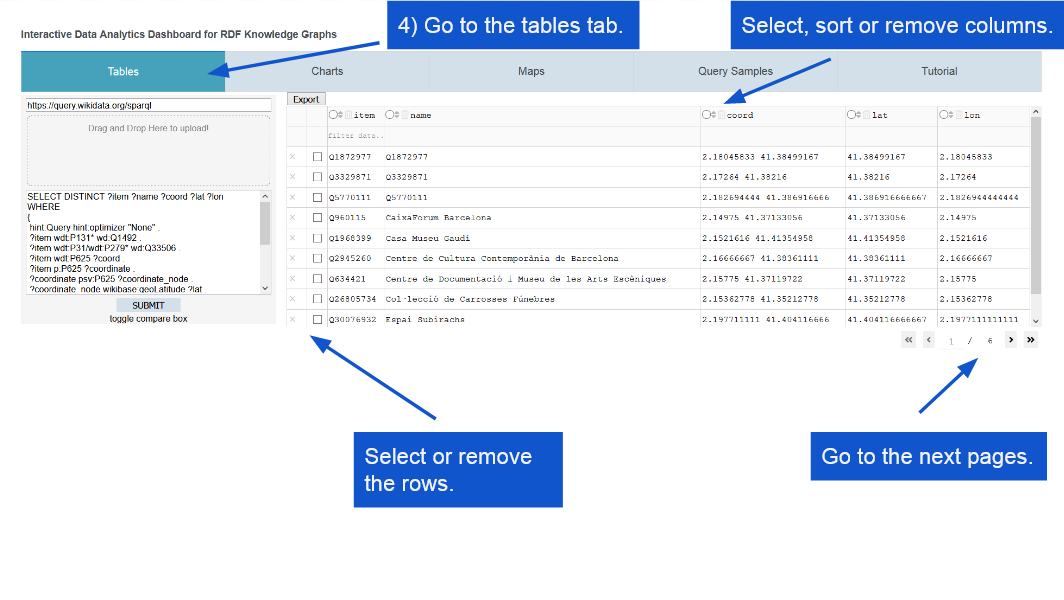 4) Go to the tables tab.
Select, sort or remove columns.
Interactive Data Analytics Dashboard for RDF Knowledge Graphs
Tables
Charts
Maps
Query Samples
Tutorial
https://query.wikidata.org/sparql
Drag and Drop Here to upload!
SELECT DISTINCT ?item ?name ?coord ?lat ?lon
WHERE
{
hint:Query hint:optimizer "None" .
?item wdt:P131* wd:Q1492 .
?item wdt:P31/wdt:P279* wd:Q33506 .
?item wdt:P625 ?coord .
?item p:P625 ?coordinate .
?coordinate psv:P625 ?coordinate_node .
?coordinate_node wikibase:geoLatitude ?lat .
SUBMIT
toggle compare box
Export
item name coord lat lon
filter data..
Q1872977 Q1872977 2.18045833 41.38499167 41.38499167 2.18045833
Q3329871 Q3329871 2.17264 41.38216 41.38216 2.17264
Q5770111 Q5770111 2.182694444 41.386916666 41.386916666667 2.1826944444444
Q960115 CaixaForum Barcelona 2.14975 41.37133056 41.37133056 2.14975
Q1968399 Casa Museu Gaudí 2.1521616 41.41354958 41.41354958 2.1521616
Q2945260 Centre de Cultura Contemporània de Barcelona 2.16666667 41.38361111 41.38361111 2.16666667
Q634421 Centre de Documentació i Museu de les Arts Escèniques 2.15775 41.37119722 41.37119722 2.15775
Q26805734 Col·lecció de Carrosses Fúnebres 2.15362778 41.35212778 41.35212778 2.15362778
Q30076932 Espai Subirachs 2.197711111 41.404116666 41.404116666667 2.1977111111111
1 / 6
Select or remove
the rows.
Go to the next pages.